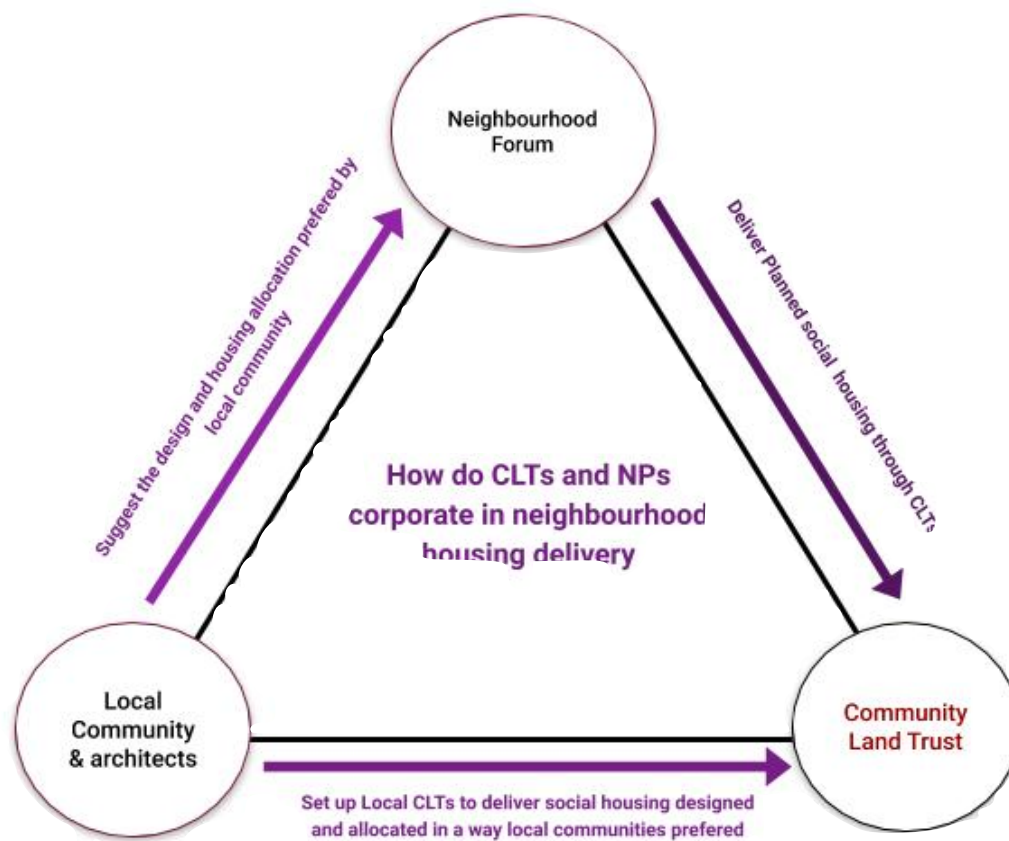 Neighbourhood
Forum
Suggest the design and housing allocation prefered by
local community
Deliver Planned social housing through CLTs
How do CLTs and NPs
corporate in neighbourhood
housing delivery
Local
Community
& architects
Community
Land Trust
Set up Local CLTs to deliver social housing designed
and allocated in a way local communities prefered